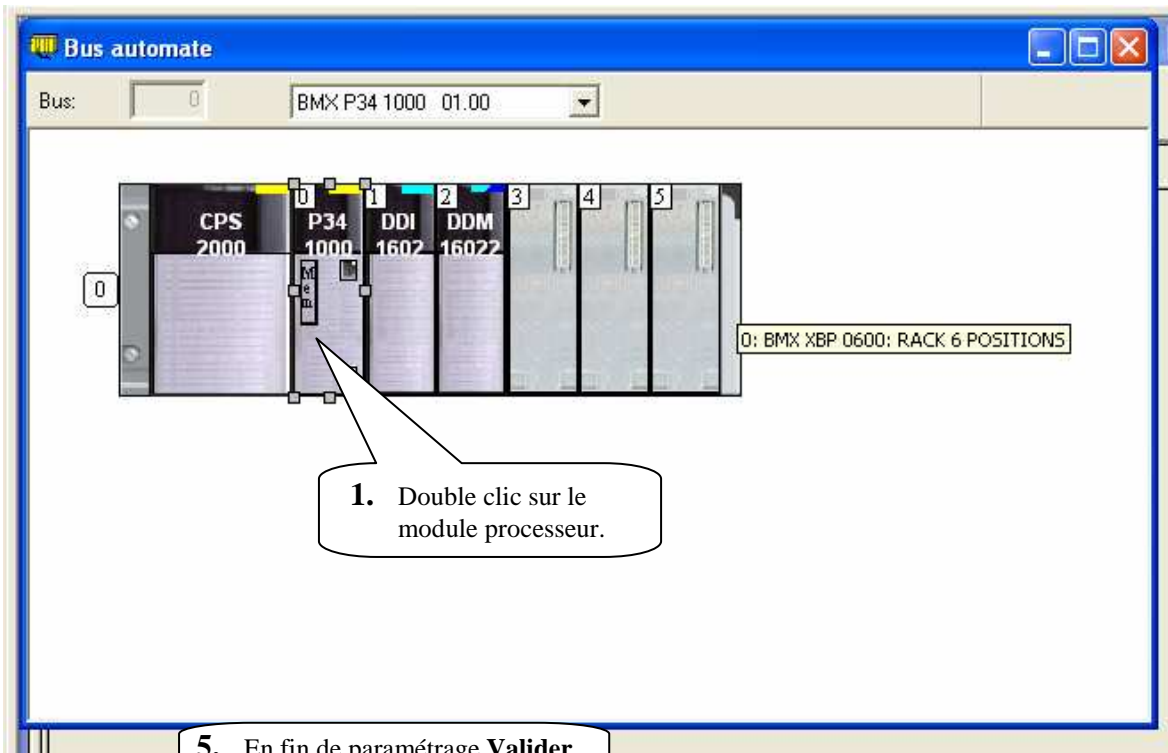 Bus automate
Bus: 0 BMX P34 1000 01.00
0 1 2 3 4 5
CPS 2000
P34 1000
DDI 1602
DDM 16022
Mém
0
0: BMX XBP 0600: RACK 6 POSITIONS
1. Double clic sur le
module processeur.
5. En fin de paramétrage Valider